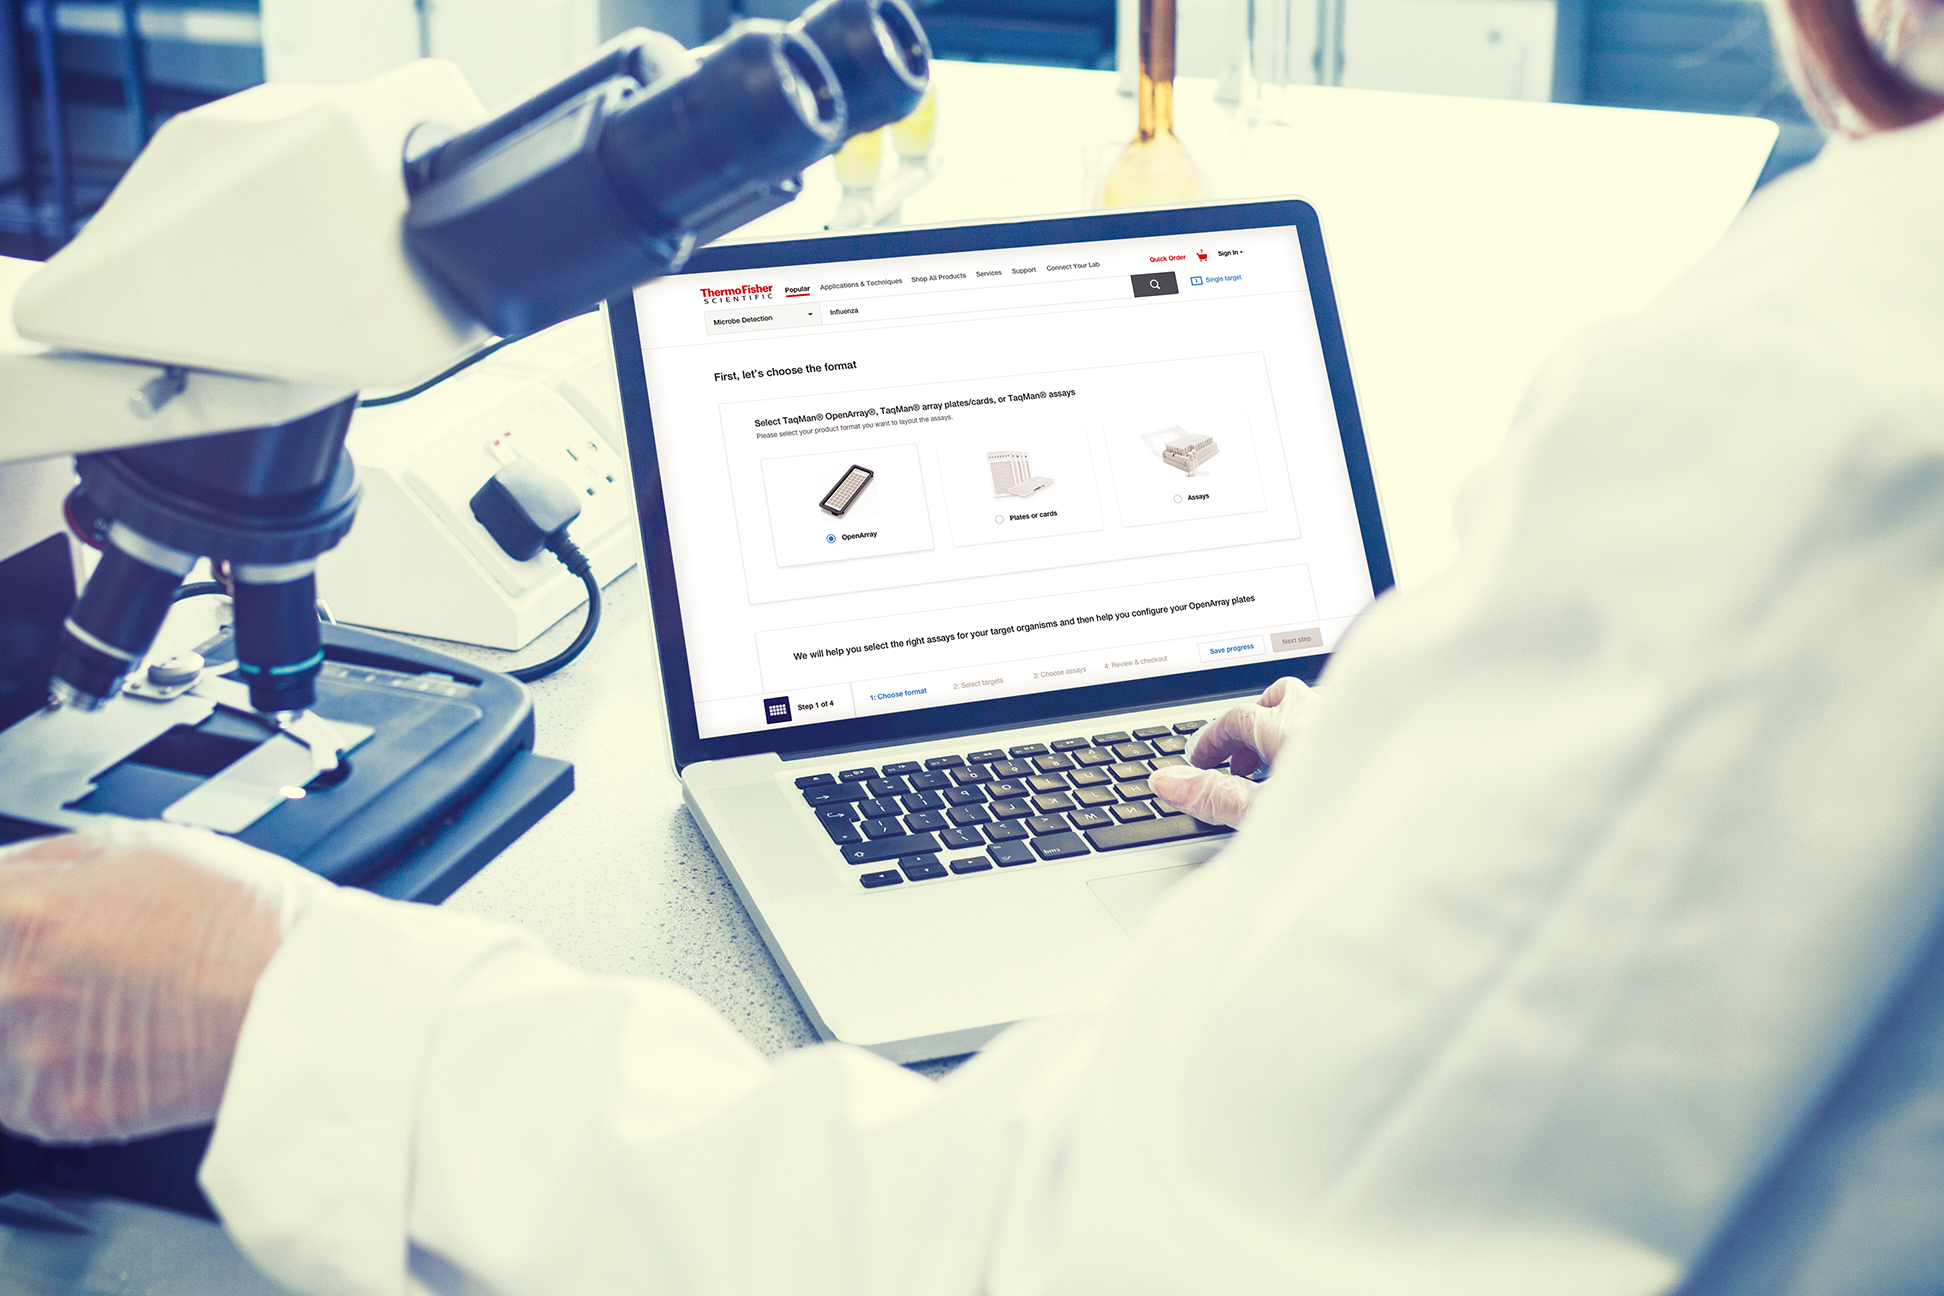 ThermoFisher
SCIENTIFIC
Popular
Applications & Techniques
Shop All Products
Services
Support
Connect Your Lab
Quick Order
Sign In
Microbe Detection
Influenza
Single target
First, let's choose the format
Select TaqMan® OpenArray®, TaqMan® array plates/cards, or TaqMan® assays
Please select your product format you want to layout the assays.
OpenArray
Plates or cards
Assays
We will help you select the right assays for your target organisms and then help you configure your OpenArray plates
Step 1 of 4
1: Choose format
2: Select targets
3: Choose assays
4: Review & checkout
Save progress
Next step